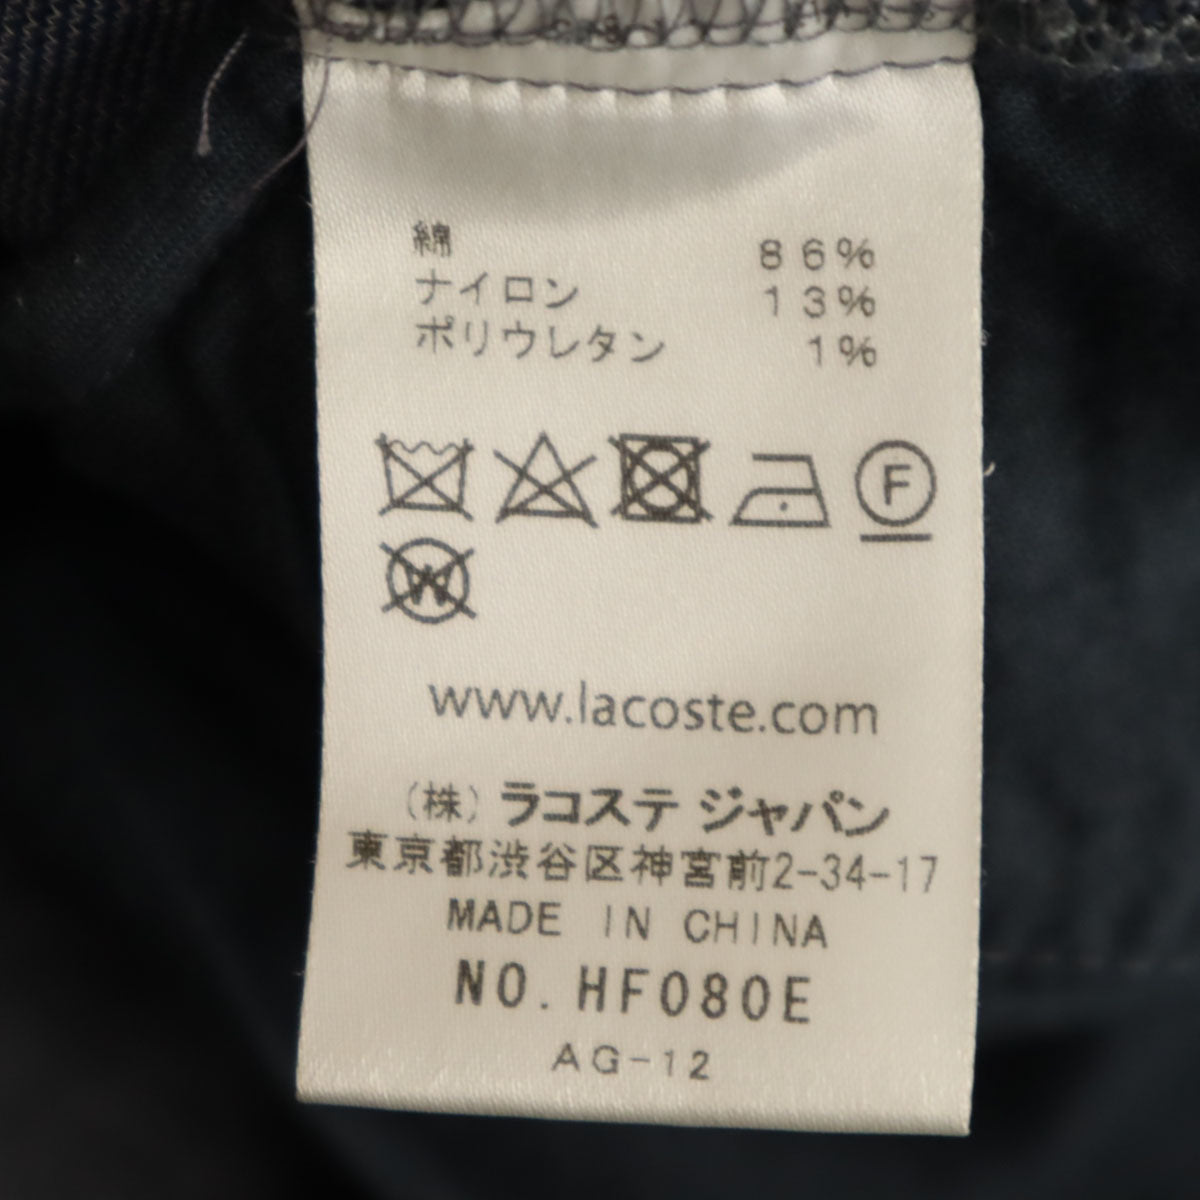 綿 86%
ナイロン 13%
ポリウレタン 1%
F
W
www.lacoste.com
(株) ラコステ ジャパン
東京都渋谷区神宮前2-34-17
MADE IN CHINA
NO. HF080E
AG-12